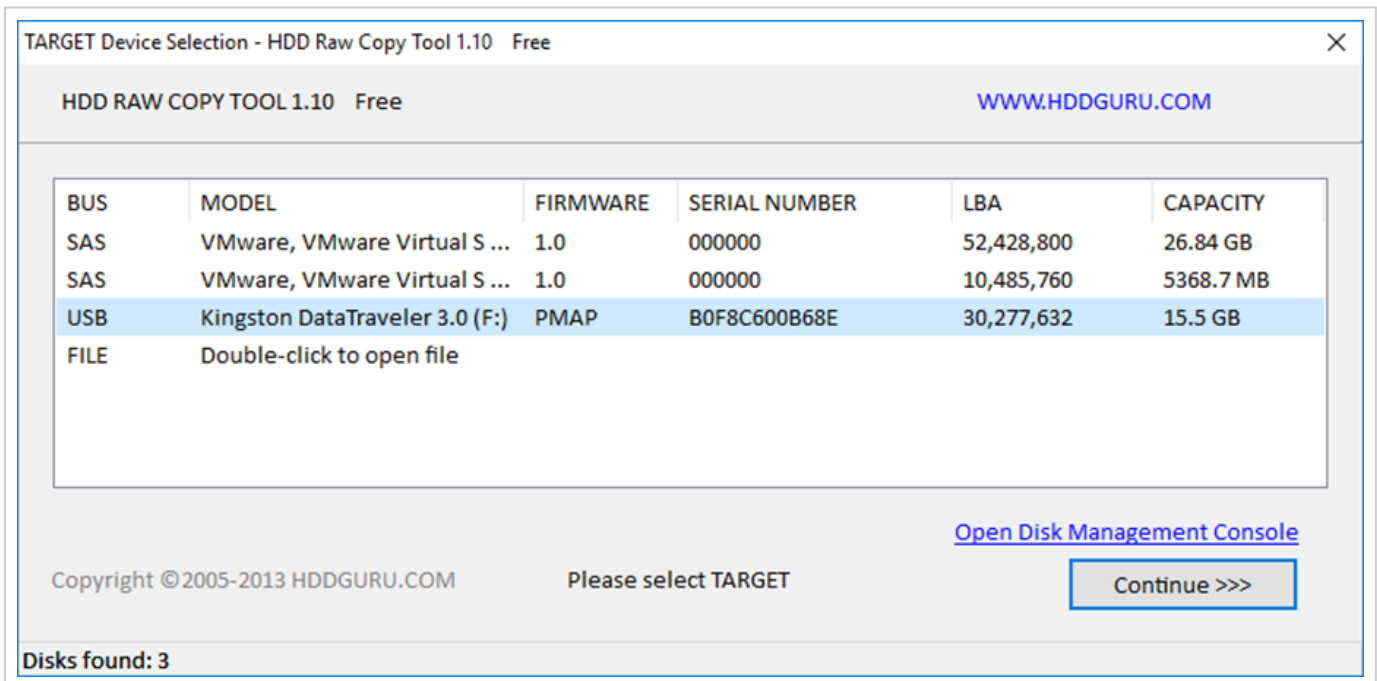 TARGET Device Selection - HDD Raw Copy Tool 1.10 Free
HDD RAW COPY TOOL 1.10 Free WWW.HDDGURU.COM
BUS MODEL FIRMWARE SERIAL NUMBER LBA CAPACITY
SAS VMware, VMware Virtual S ... 1.0 000000 52,428,800 26.84 GB
SAS VMware, VMware Virtual S ... 1.0 000000 10,485,760 5368.7 MB
USB Kingston DataTraveler 3.0 (F:) PMAP B0F8C600B68E 30,277,632 15.5 GB
FILE Double-click to open file
Open Disk Management Console
Copyright ©2005-2013 HDDGURU.COM Please select TARGET Continue >>>
Disks found: 3